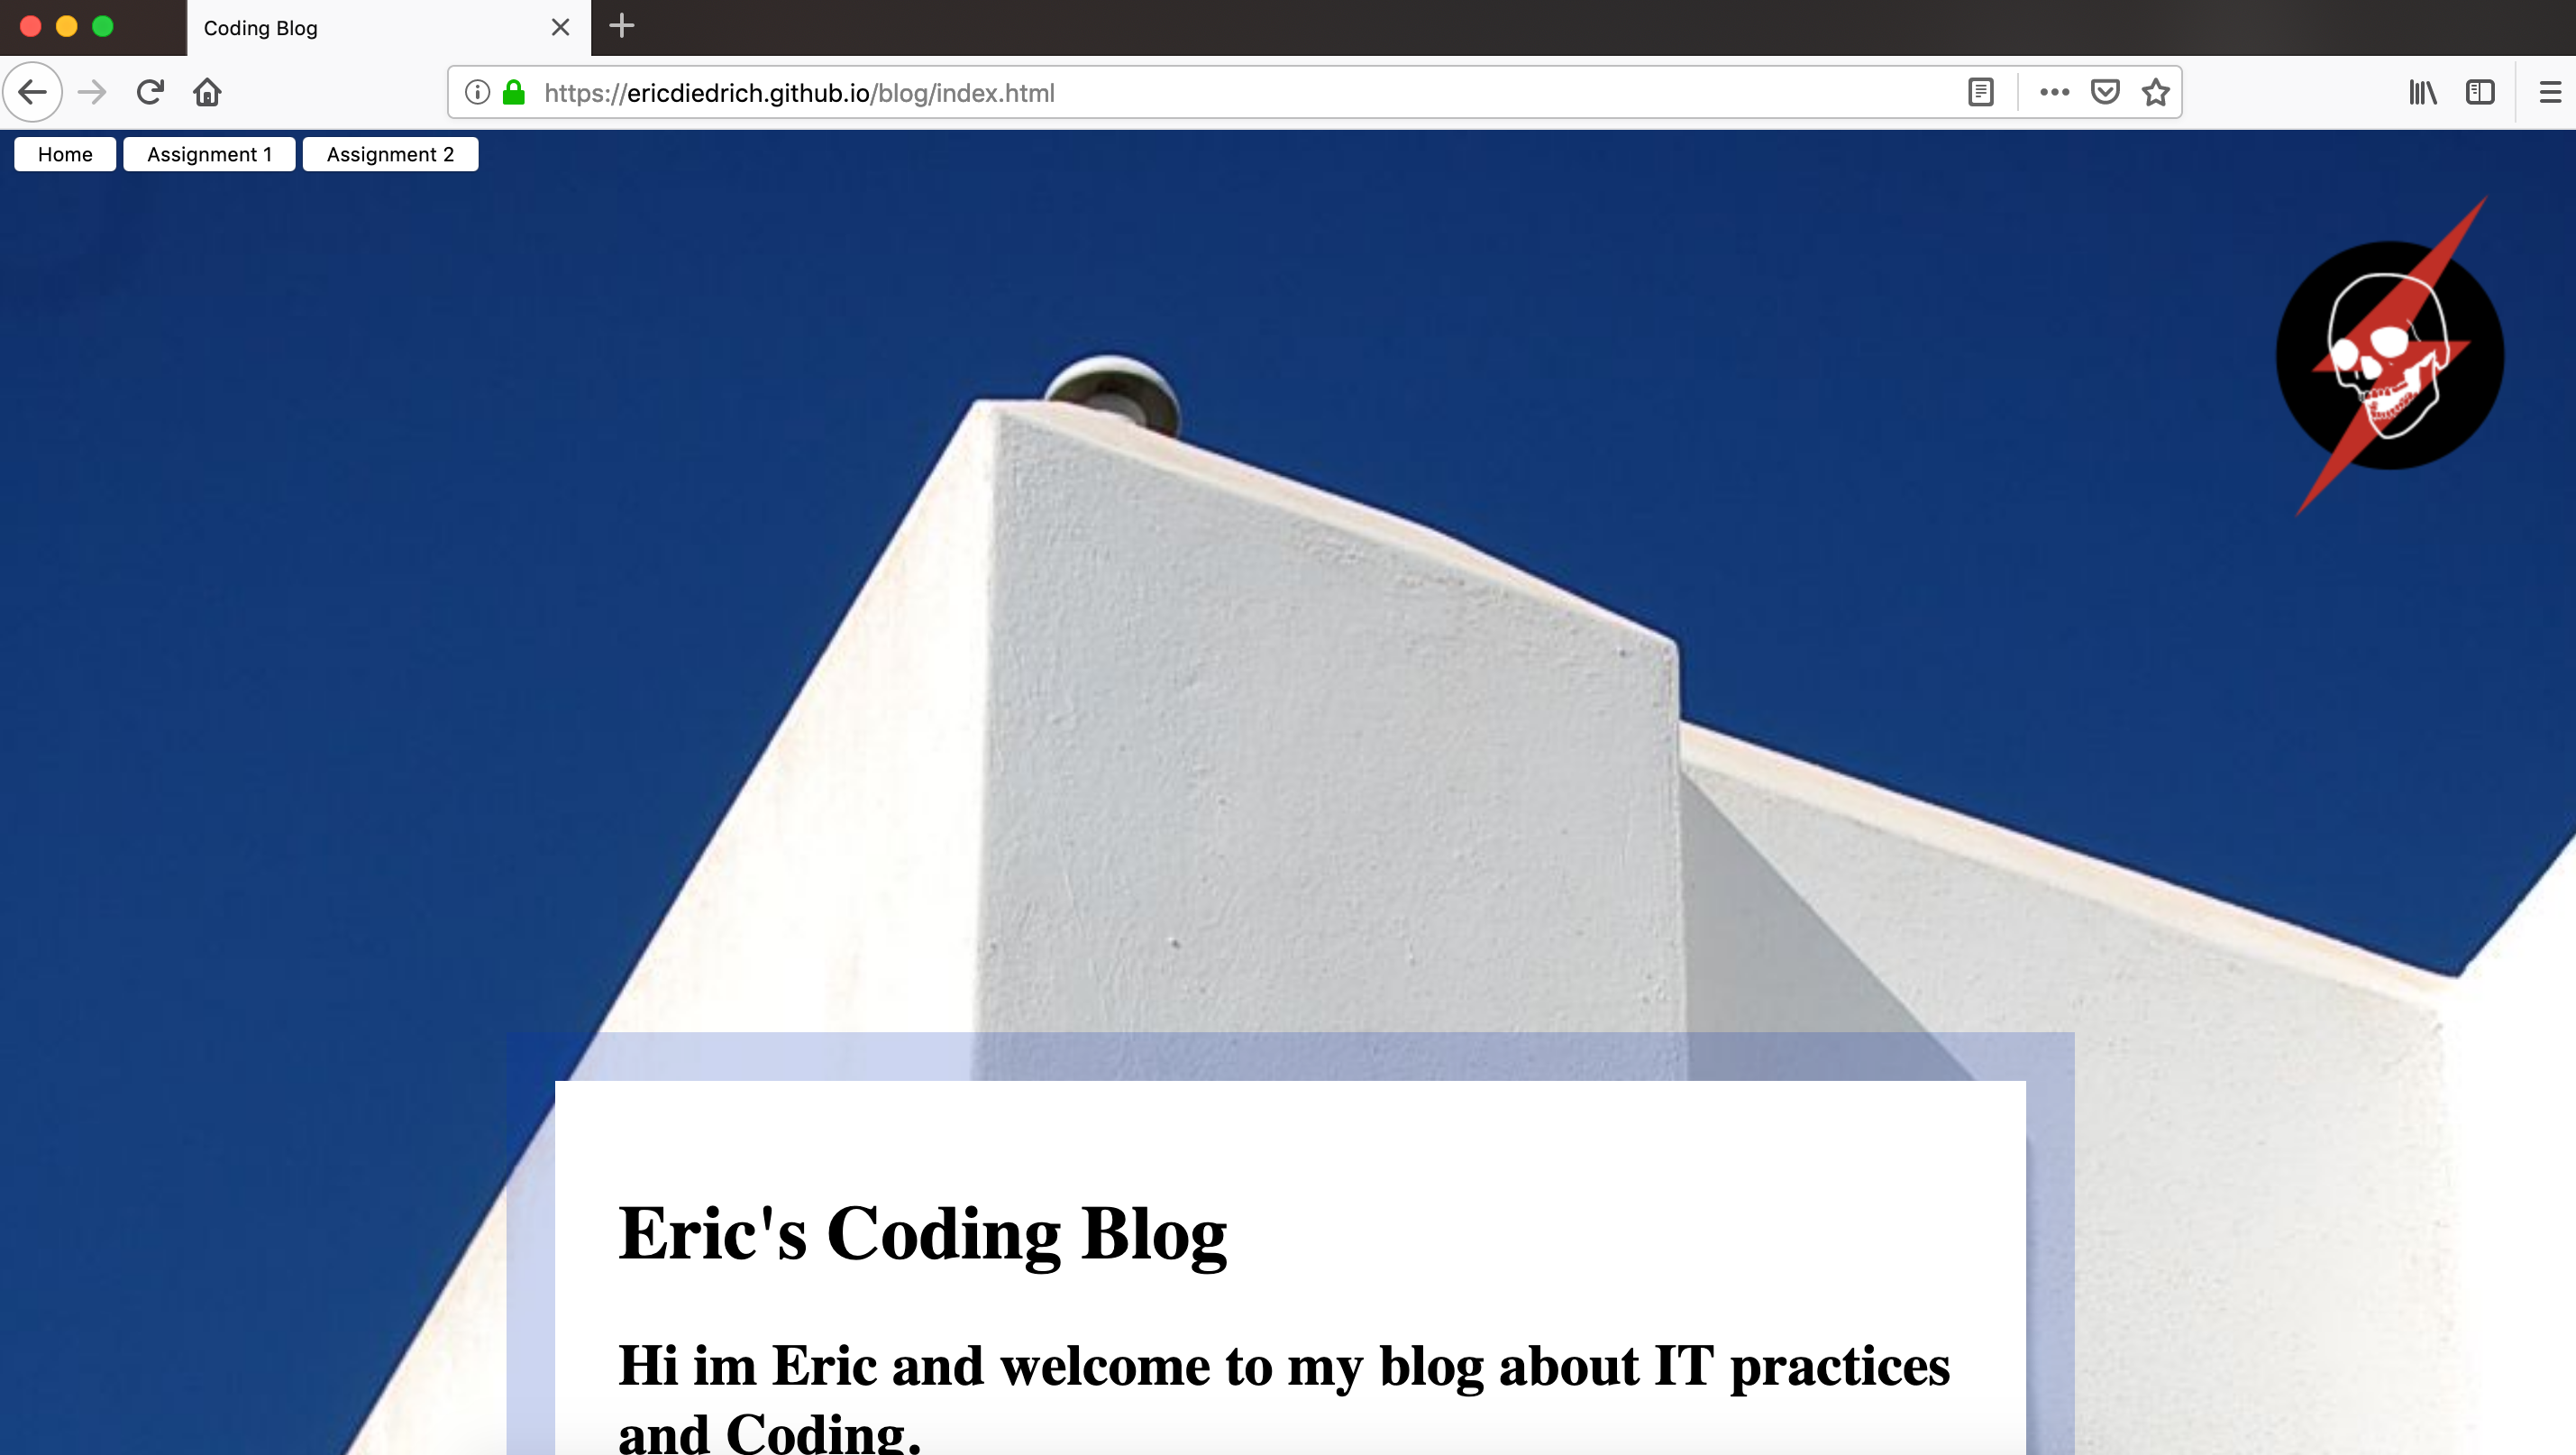 Coding Blog
https://ericdiedrich.github.io/blog/index.html
Home Assignment 1 Assignment 2
Eric's Coding Blog
Hi im Eric and welcome to my blog about IT practices
and Coding.